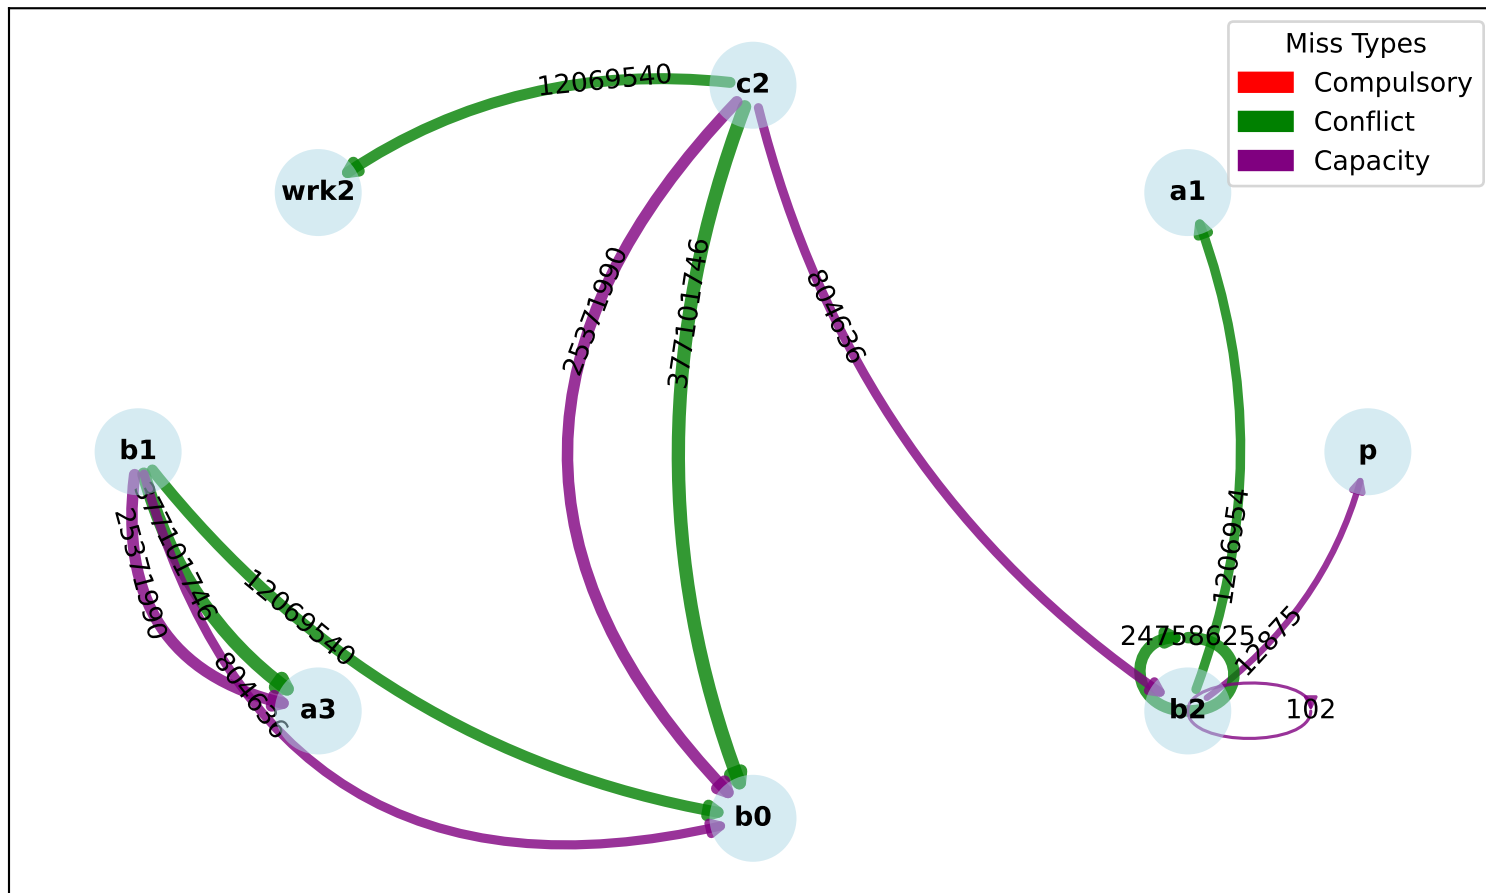 Miss Types
Compulsory
Conflict
Capacity
c2
wrk2
a1
b1
p
a3
b2
b0
12069540
25371990
377101746
804636
25371990
377101746
12069540
804636
1206954
12875
24758625
102